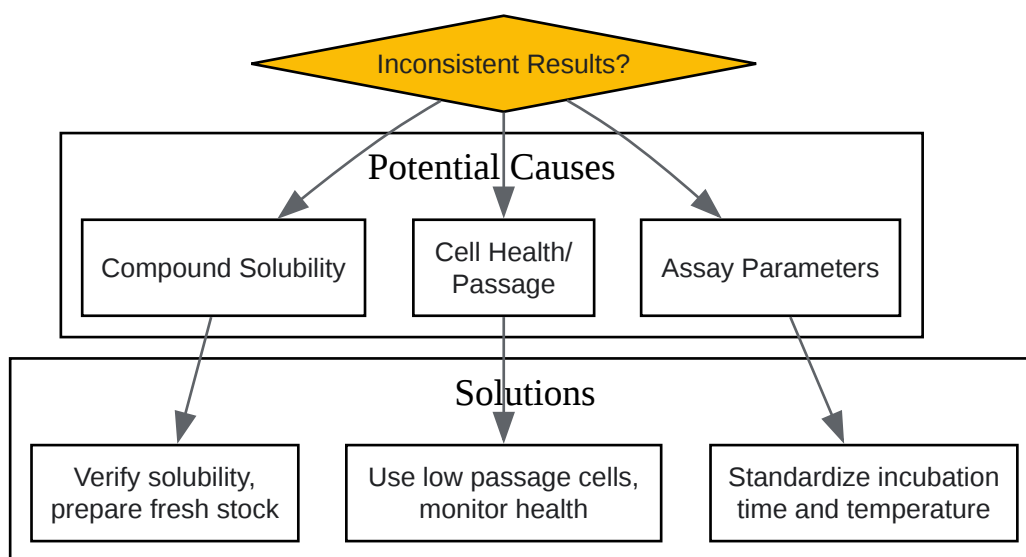 Inconsistent Results?
Potential Causes
Compound Solubility
Cell Health/
Passage
Assay Parameters
Solutions
Verify solubility,
prepare fresh stock
Use low passage cells,
monitor health
Standardize incubation
time and temperature